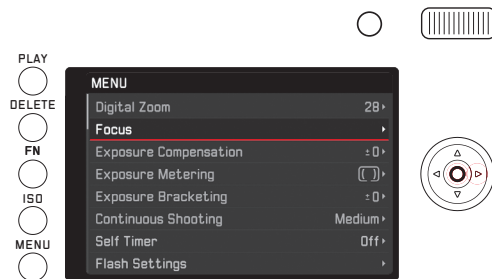 PLAY
DELETE
FN
ISO
MENU
MENU
Digital Zoom 28
Focus
Exposure Compensation ±0
Exposure Metering
Exposure Bracketing ±0
Continuous Shooting Medium
Self Timer Off
Flash Settings